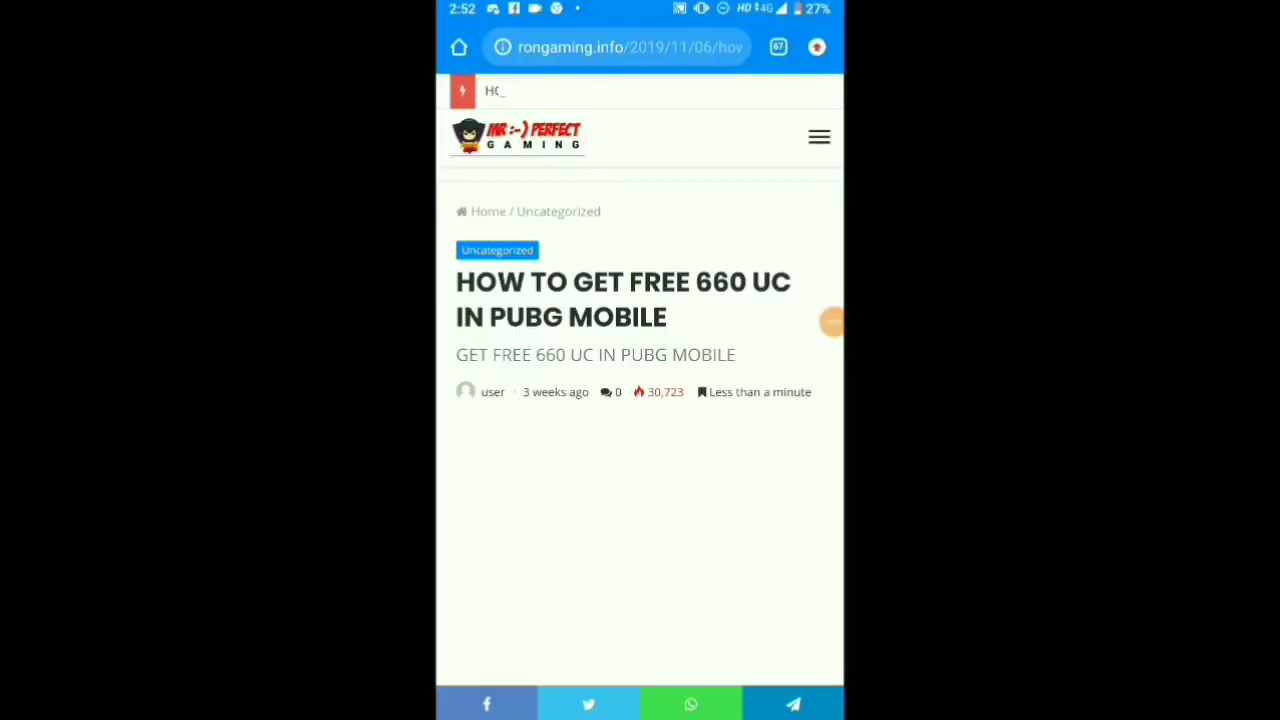 2:52 HD 4G 27%
rongaming.info/2019/11/06/hov
67
HC_
MR :-) PERFECT
GAMING
Home / Uncategorized
Uncategorized
HOW TO GET FREE 660 UC
IN PUBG MOBILE
GET FREE 660 UC IN PUBG MOBILE
user 3 weeks ago 0 30,723 Less than a minute